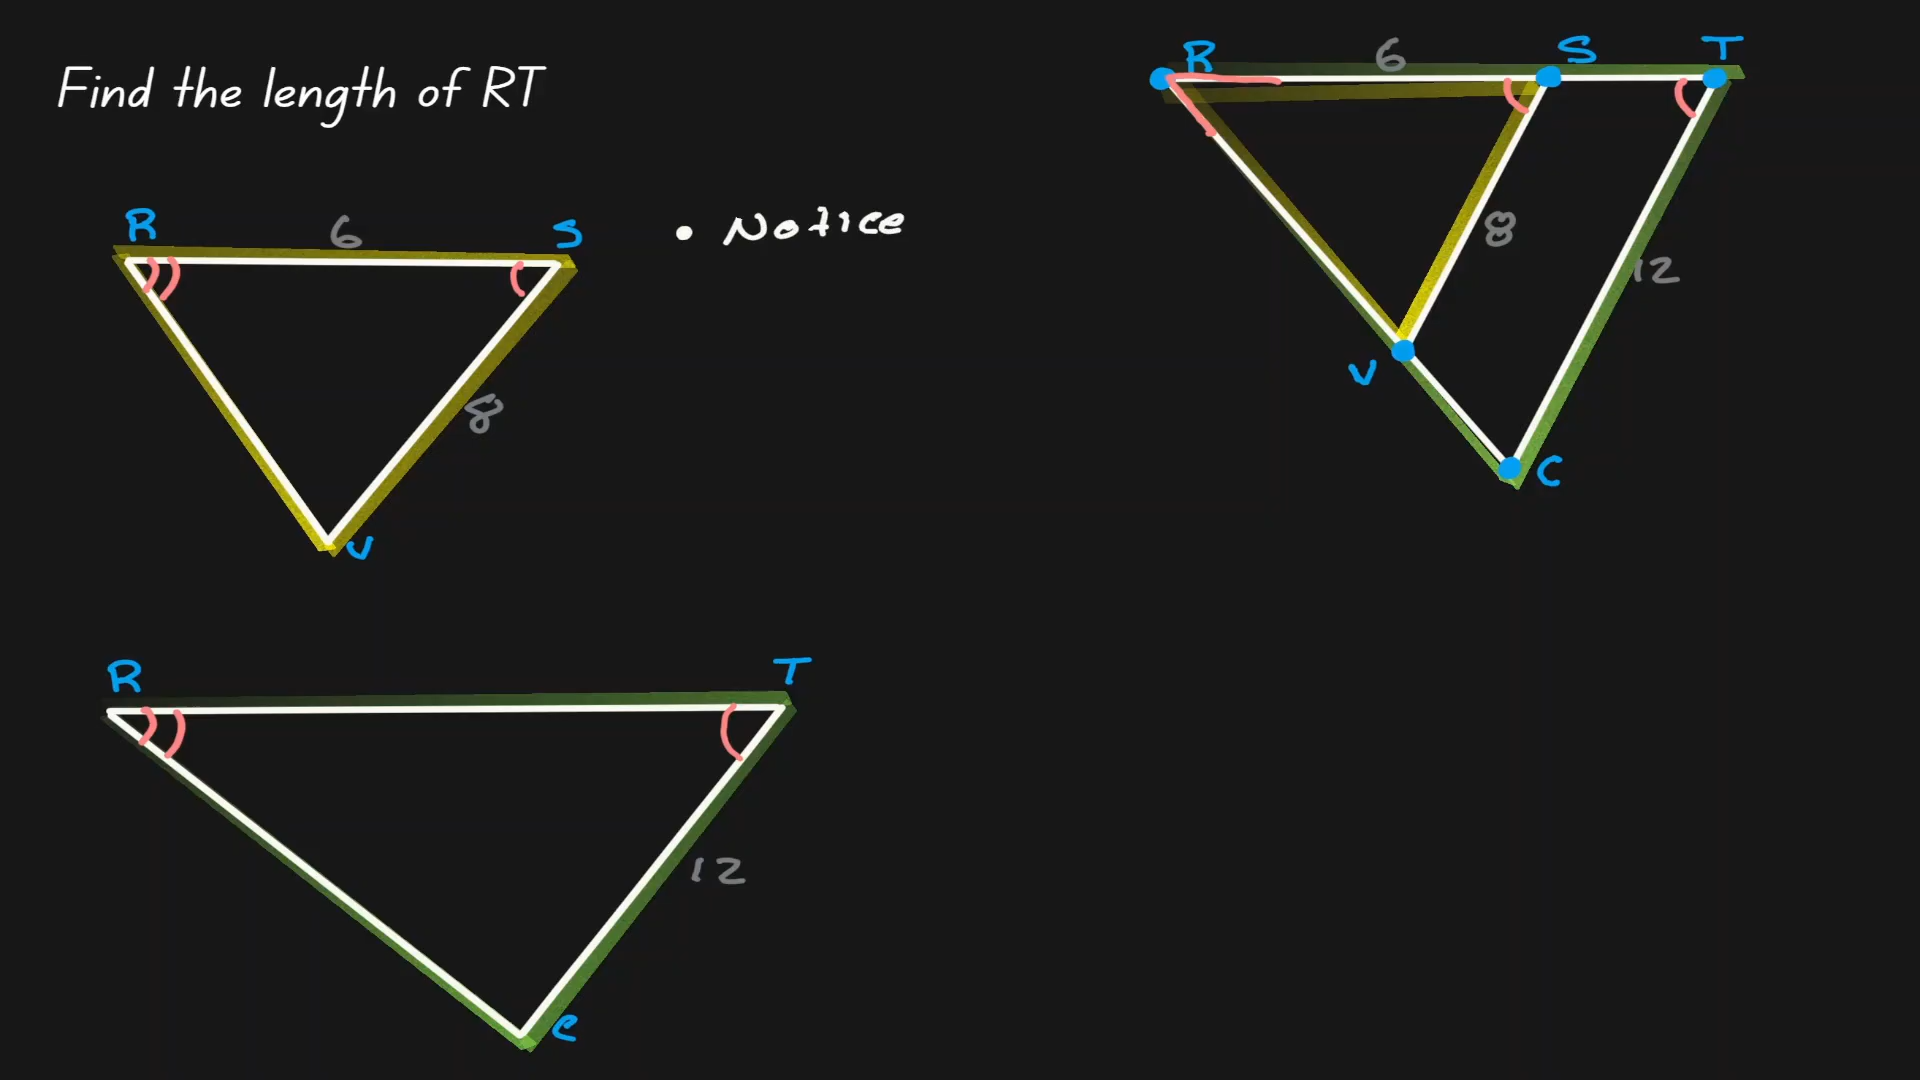 Find the length of RT
R 6 S T
8
12
V
C
R 6 S
• Notice
8
V
R T
12
C